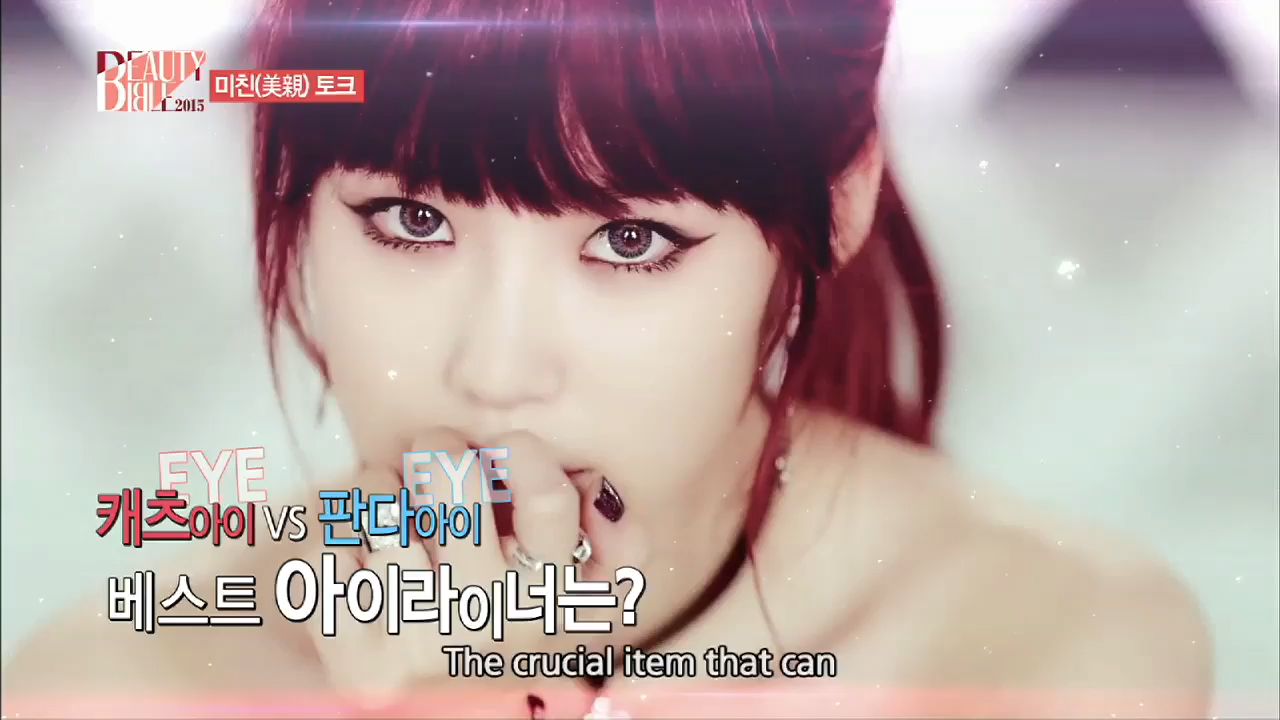 BEAUTY
BIBLE 2015
미친(美親) 토크
EYE EYE
캐츠아이 VS 판다아이
베스트 아이라이너는?
The crucial item that can